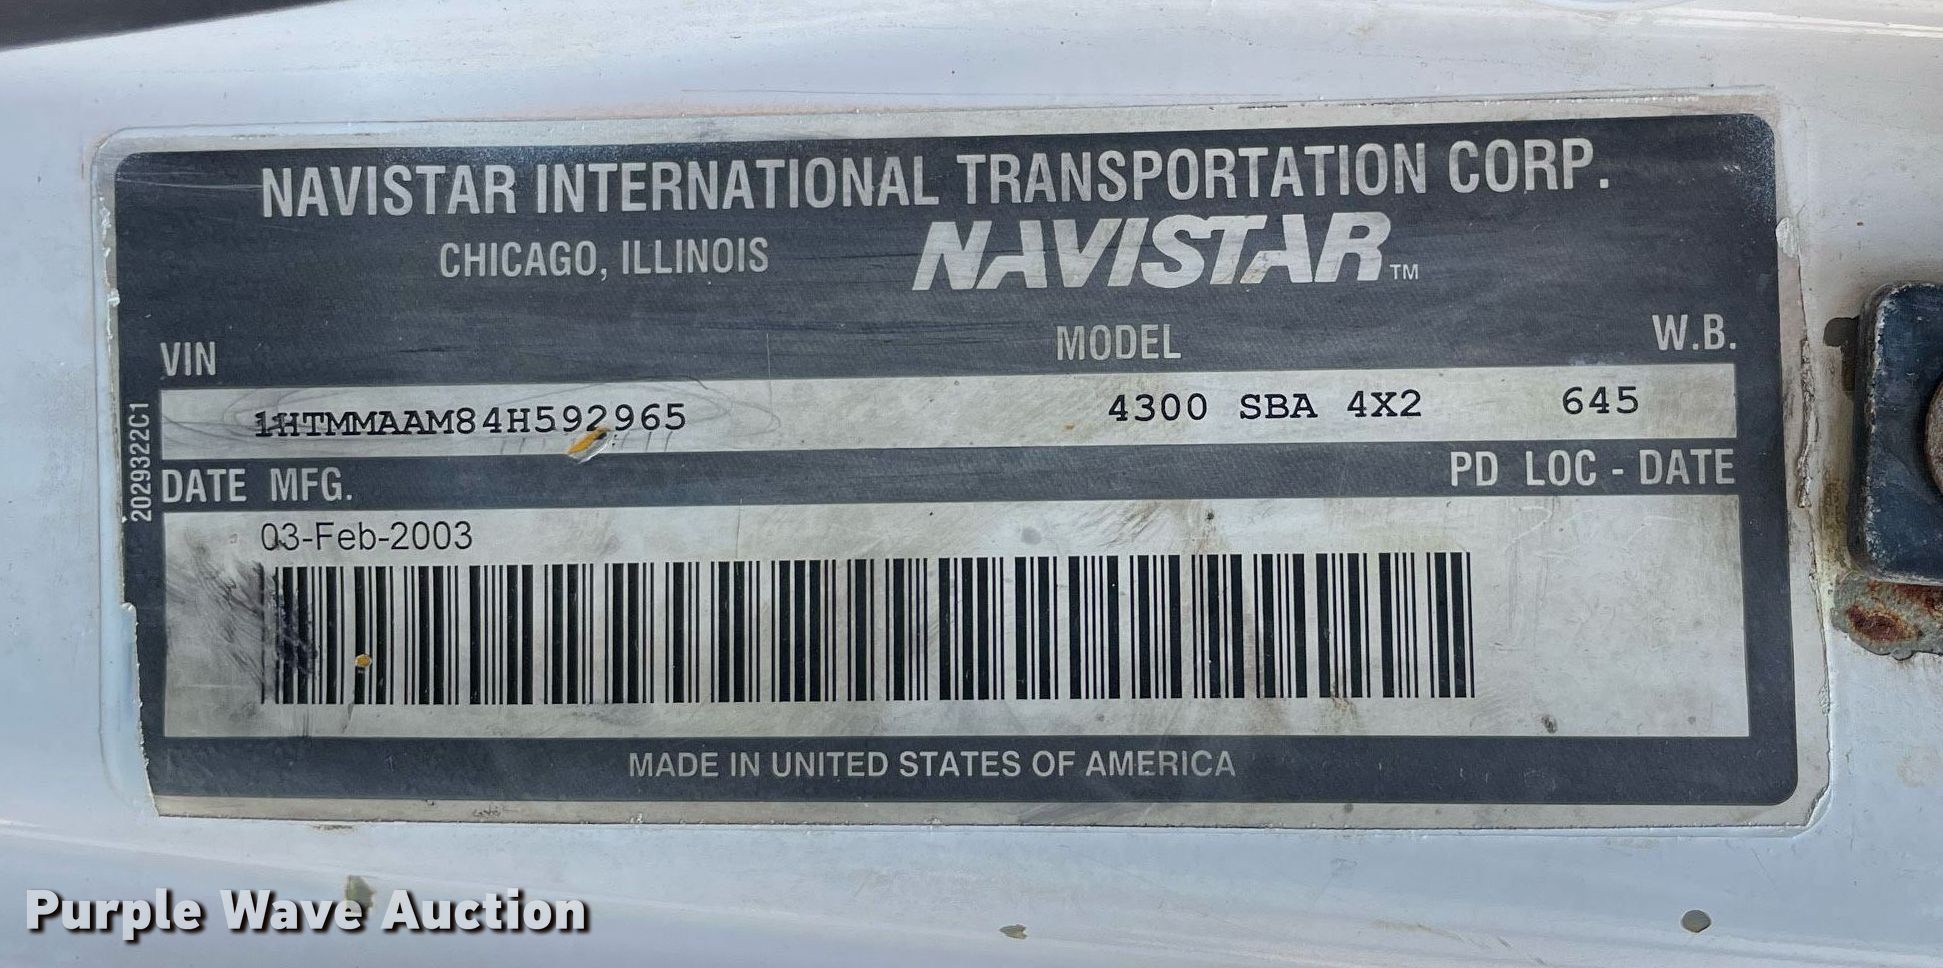 NAVISTAR INTERNATIONAL TRANSPORTATION CORP.
CHICAGO, ILLINOIS NAVISTAR™
VIN MODEL W.B.
1HTMMAAM84H592965 4300 SBA 4X2 645
2029322C1
DATE MFG. PD LOC - DATE
03-Feb-2003
MADE IN UNITED STATES OF AMERICA
Purple Wave Auction